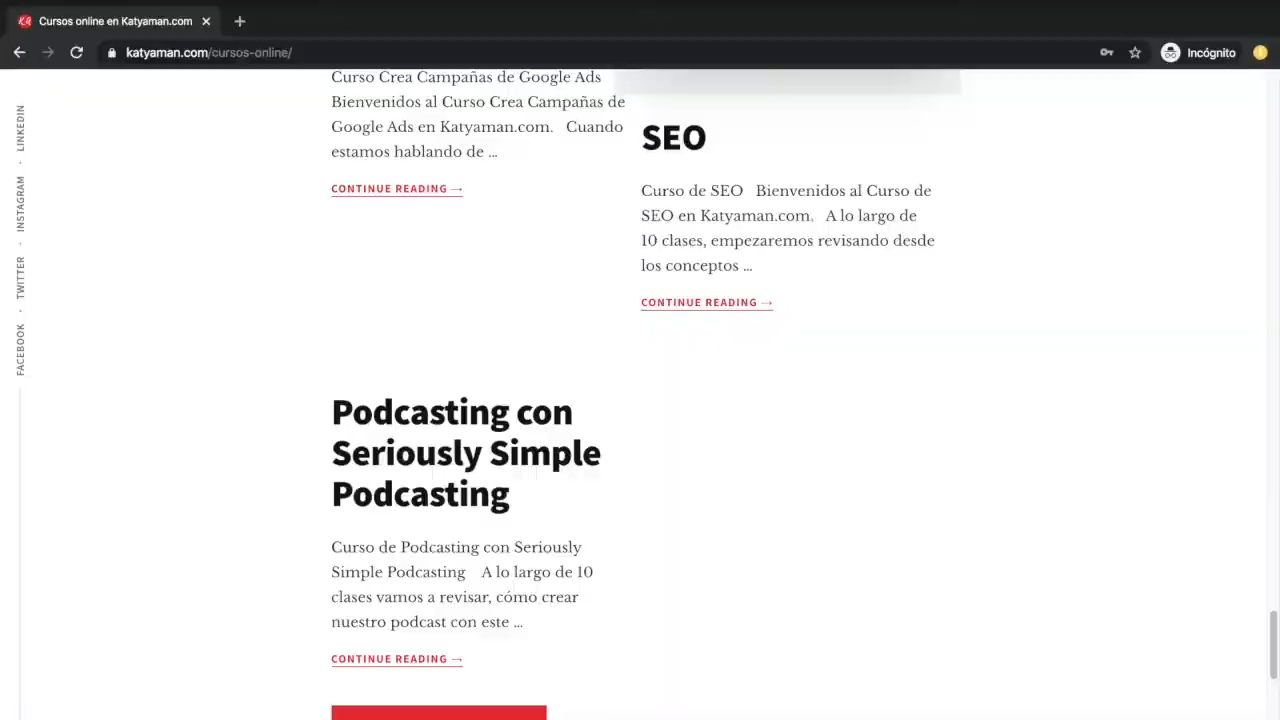 Cursos online en Katyaman.com
katyaman.com/cursos-online/
Incógnito
FACEBOOK · TWITTER · INSTAGRAM · LINKEDIN
Curso Crea Campañas de Google Ads
Bienvenidos al Curso Crea Campañas de
Google Ads en Katyaman.com. Cuando
estamos hablando de ...
CONTINUE READING →
SEO
Curso de SEO Bienvenidos al Curso de
SEO en Katyaman.com. A lo largo de
10 clases, empezaremos revisando desde
los conceptos ...
CONTINUE READING →
Podcasting con
Seriously Simple
Podcasting
Curso de Podcasting con Seriously
Simple Podcasting A lo largo de 10
clases vamos a revisar, cómo crear
nuestro podcast con este ...
CONTINUE READING →